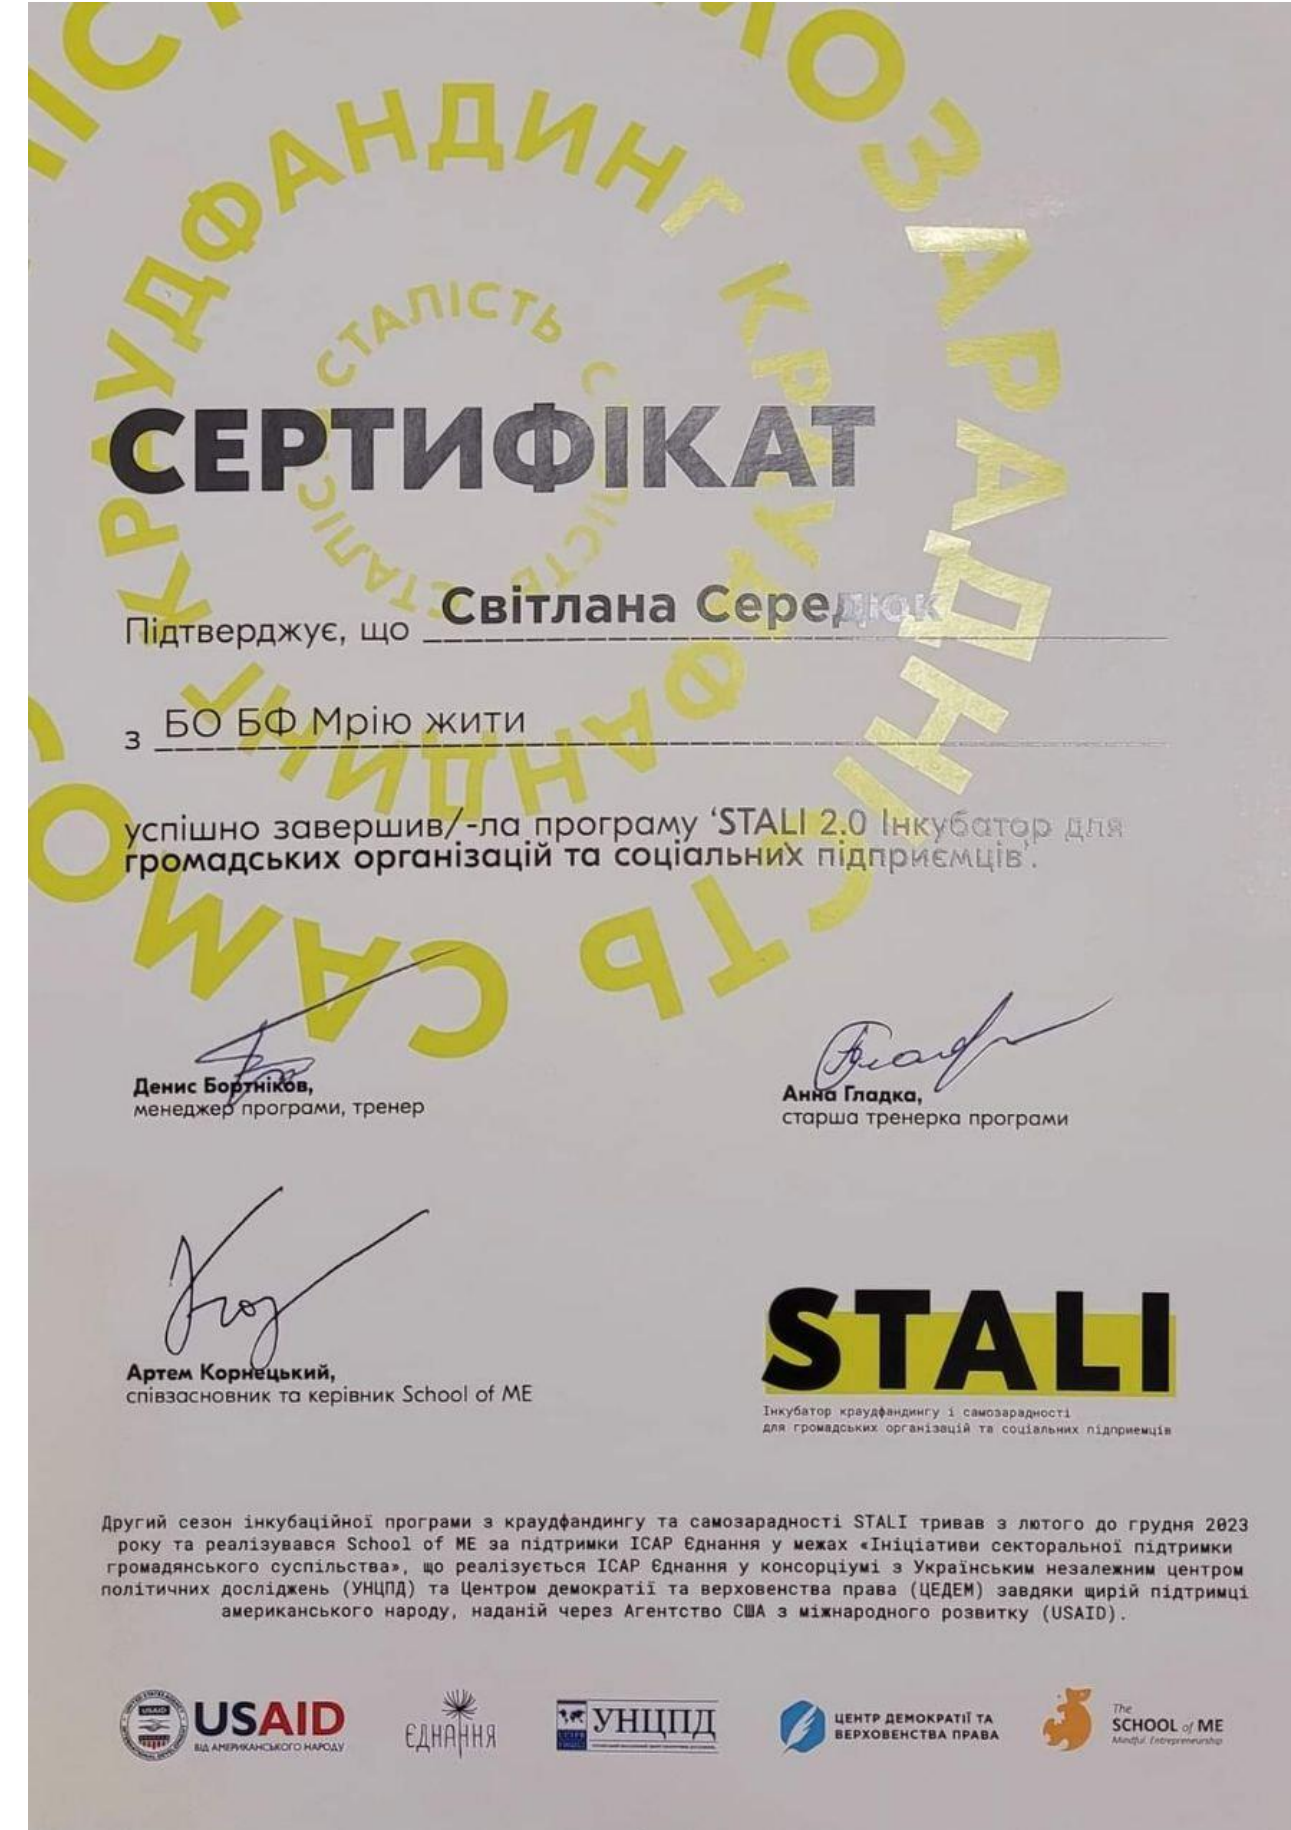 КРАУДФАНДИНГ КРАУДФАНДИНГ
САМОЗАРАДНІСТЬ
СТАЛІСТЬ СТАЛІСТЬ СТАЛІСТЬ
СЕРТИФІКАТ
Підтверджує, що Світлана Середюк
з БО БФ Мрію жити
успішно завершив/-ла програму ‘STALI 2.0 Інкубатор для
громадських організацій та соціальних підприємців’.
Денис Бортніков,
менеджер програми, тренер
Анна Гладка,
старша тренерка програми
Артем Корнецький,
співзасновник та керівник School of ME
STALI
Інкубатор краудфандингу і самозарадності
для громадських організацій та соціальних підприємців
Другий сезон інкубаційної програми з краудфандингу та самозарадності STALI тривав з лютого до грудня 2023
року та реалізувався School of ME за підтримки ІСАР Єднання у межах «Ініціативи секторальної підтримки
громадянського суспільства», що реалізується ІСАР Єднання у консорціумі з Українським незалежним центром
політичних досліджень (УНЦПД) та Центром демократії та верховенства права (ЦЕДЕМ) завдяки щирій підтримці
американського народу, наданій через Агентство США з міжнародного розвитку (USAID).
USAID
ВІД АМЕРИКАНСЬКОГО НАРОДУ
ЄДНАННЯ
УНЦПД
ЦЕНТР ДЕМОКРАТІЇ ТА
ВЕРХОВЕНСТВА ПРАВА
The
SCHOOL of ME
Mindful Entrepreneurship